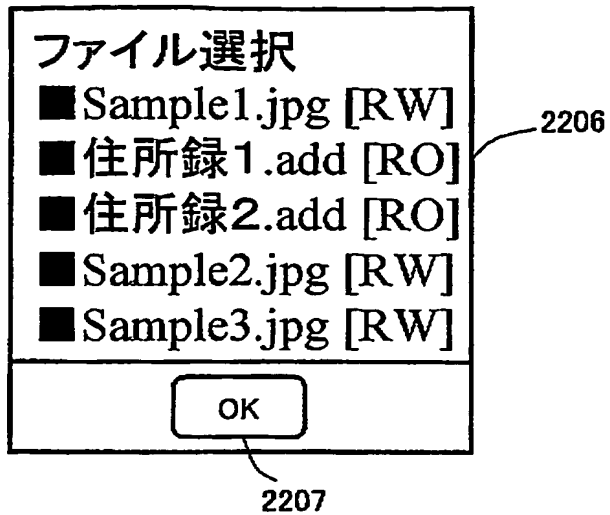 ファイル選択
■Sample1.jpg [RW]
2206
■住所録1.add [RO]
■住所録2.add [RO]
■Sample2.jpg [RW]
■Sample3.jpg [RW]
OK
2207